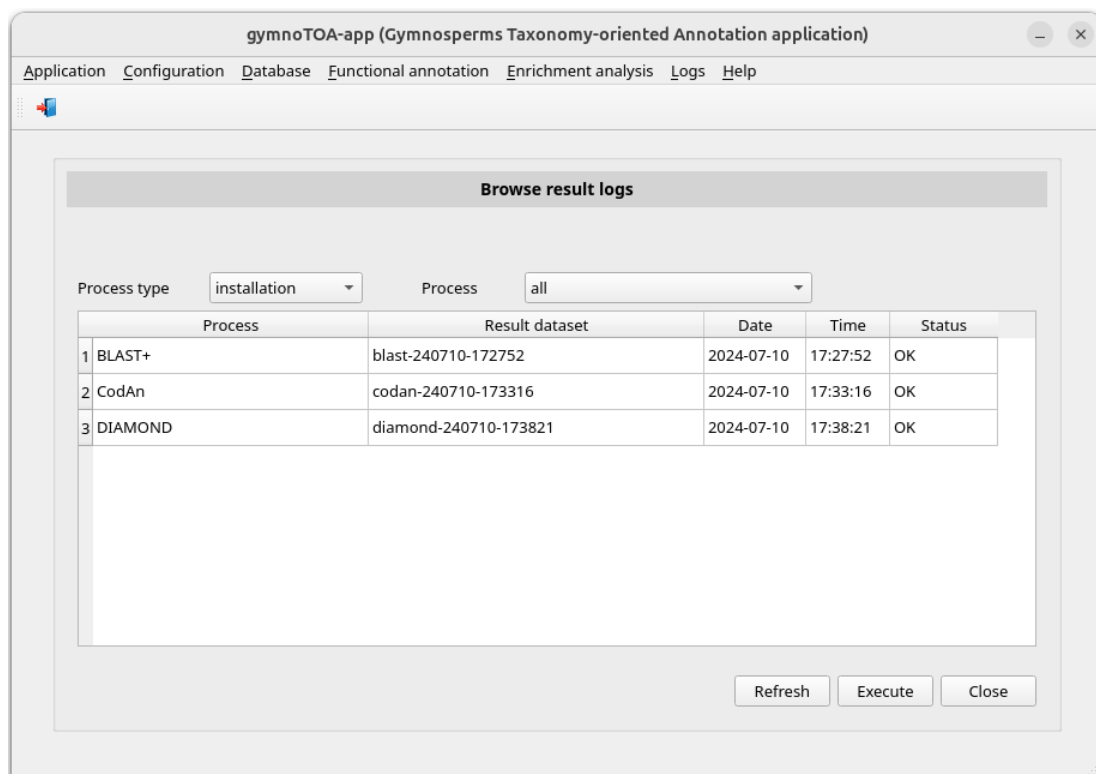 gymnoTOA-app (Gymnosperms Taxonomy-oriented Annotation application)
Application Configuration Database Functional annotation Enrichment analysis Logs Help
Browse result logs
Process type installation Process all
Process Result dataset Date Time Status
1 BLAST+ blast-240710-172752 2024-07-10 17:27:52 OK
2 CodAn codan-240710-173316 2024-07-10 17:33:16 OK
3 DIAMOND diamond-240710-173821 2024-07-10 17:38:21 OK
Refresh Execute Close